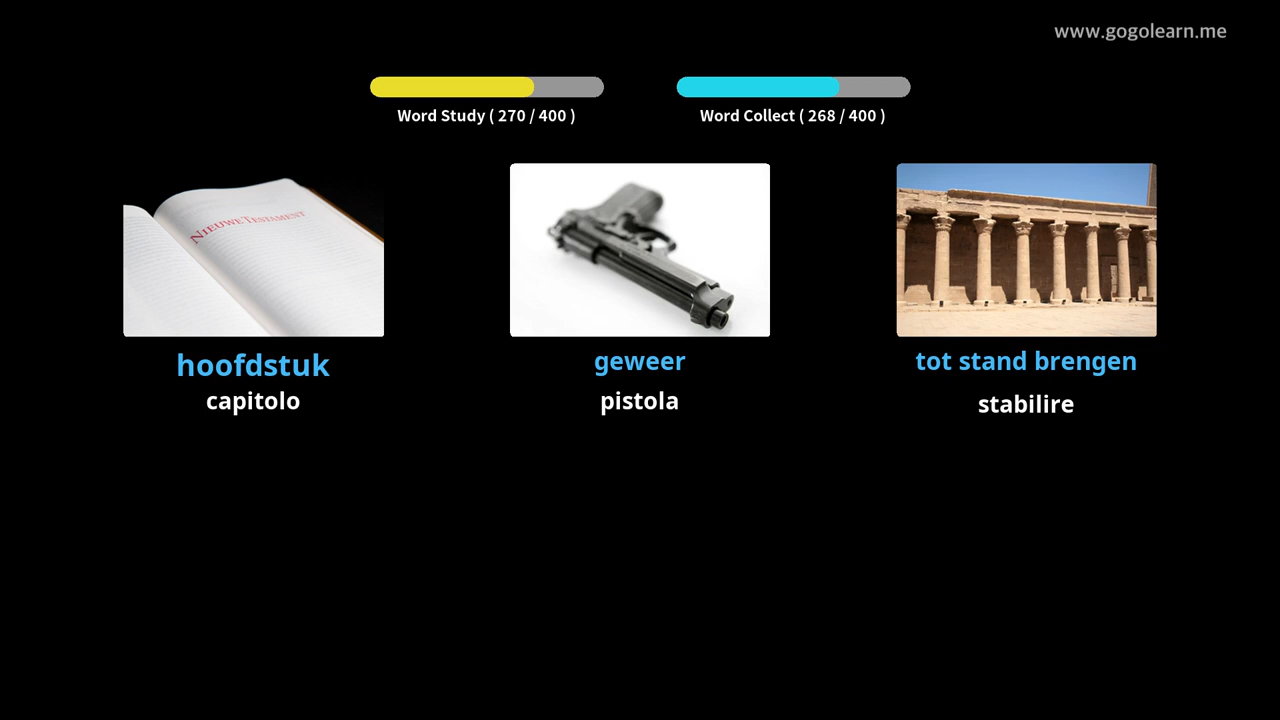 www.gogolearn.me
Word Study ( 270 / 400 )
Word Collect ( 268 / 400 )
NIEUWE TESTAMENT
hoofdstuk
capitolo
geweer
pistola
tot stand brengen
stabilire